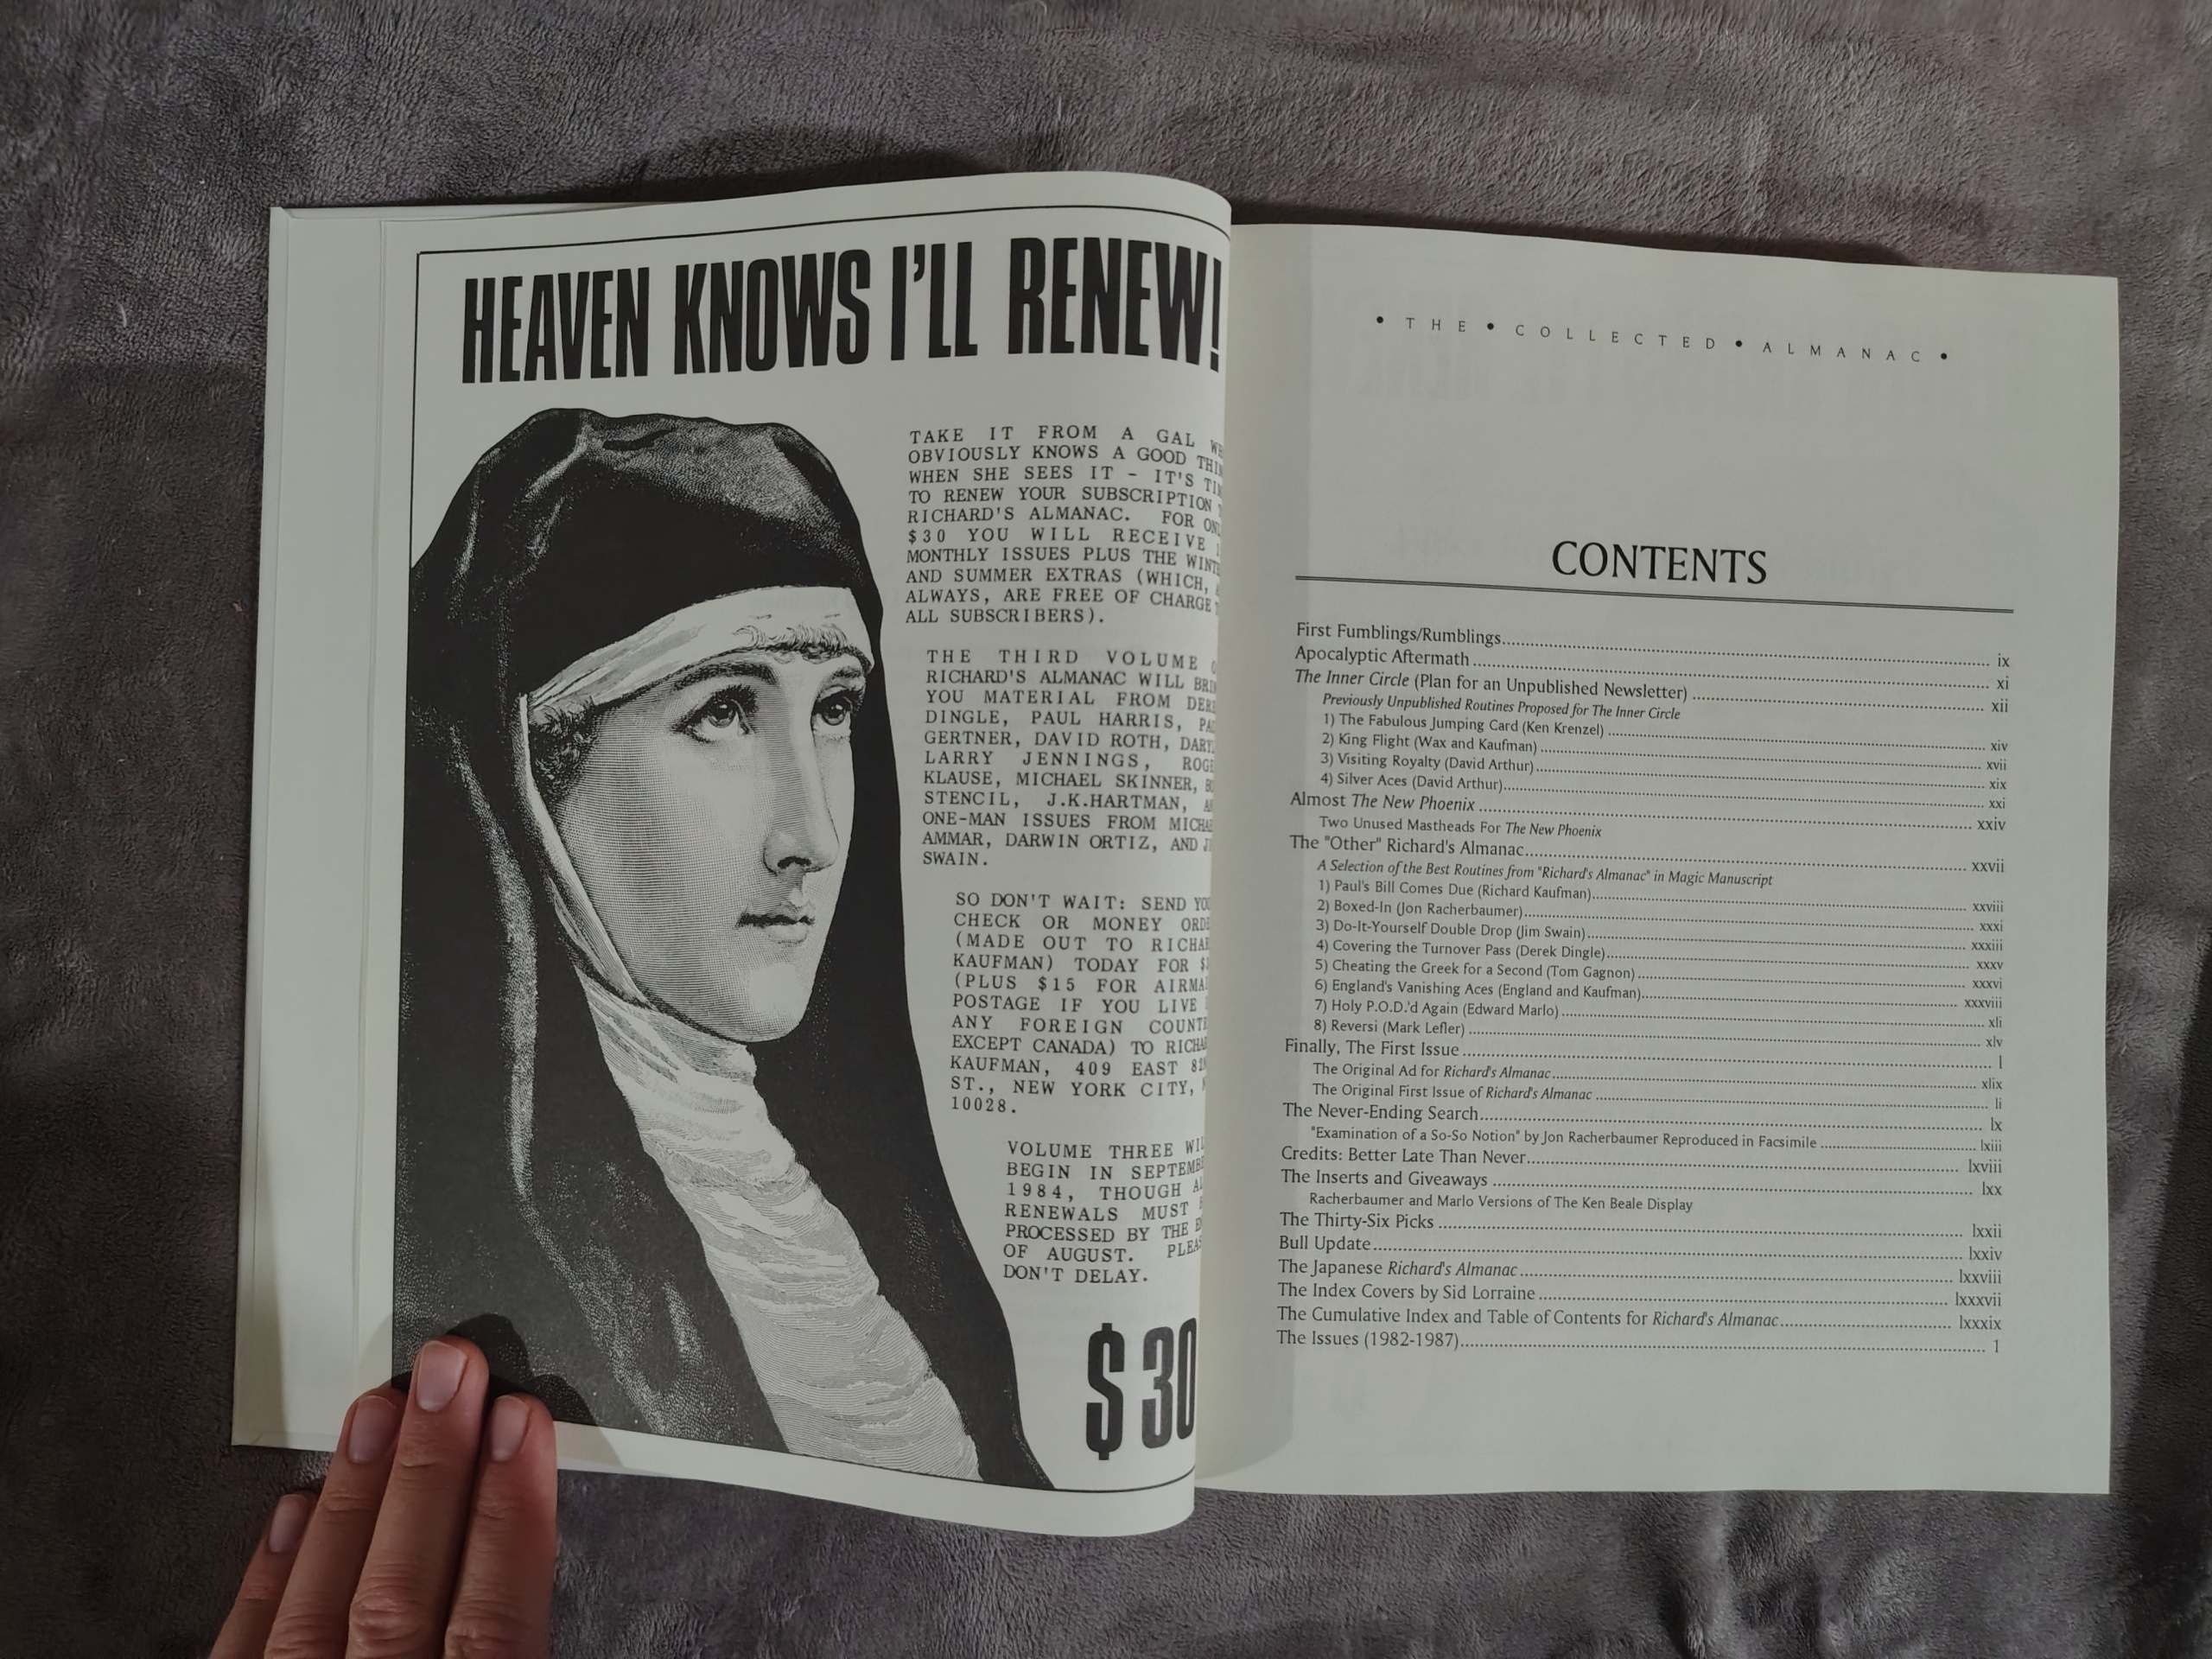 HEAVEN KNOWS I'LL RENEW!
TAKE IT FROM A GAL
OBVIOUSLY KNOWS A GOOD
WHEN SHE SEES IT - IT'S
TO RENEW YOUR SUBSCRIPTION
RICHARD'S ALMANAC. FOR
$30 YOU WILL RECEIVE
MONTHLY ISSUES PLUS THE
AND SUMMER EXTRAS (WHICH,
ALWAYS, ARE FREE OF CHARGE
ALL SUBSCRIBERS).
THE THIRD VOLUME
RICHARD'S ALMANAC WILL
YOU MATERIAL FROM
DINGLE, PAUL HARRIS,
GERTNER, DAVID ROTH,
LARRY JENNINGS,
KLAUSE, MICHAEL SKINNER,
STENCIL, J.K.HARTMAN,
ONE-MAN ISSUES FROM
AMMAR, DARWIN ORTIZ, AND
SWAIN.
SO DON'T WAIT: SEND
CHECK OR MONEY
(MADE OUT TO
KAUFMAN) TODAY FOR
(PLUS $15 FOR
POSTAGE IF YOU LIVE
ANY FOREIGN
EXCEPT CANADA) TO
KAUFMAN, 409 EAST
ST., NEW YORK CITY,
10028.
VOLUME THREE
BEGIN IN
1984, THOUGH
RENEWALS MUST
PROCESSED BY THE
OF AUGUST.
DON'T DELAY.
$30
• THE • COLLECTED • ALMANAC •
CONTENTS
First Fumblings/Rumblings ix
Apocalyptic Aftermath xi
The Inner Circle (Plan for an Unpublished Newsletter) xii
Previously Unpublished Routines Proposed for The Inner Circle
1) The Fabulous Jumping Card (Ken Krenzel) xiv
2) King Flight (Wax and Kaufman) xvii
3) Visiting Royalty (David Arthur) xix
4) Silver Aces (David Arthur) xxi
Almost The New Phoenix xxiv
Two Unused Mastheads For The New Phoenix
The "Other" Richard's Almanac xxvii
A Selection of the Best Routines from "Richard's Almanac" in Magic Manuscript
1) Paul's Bill Comes Due (Richard Kaufman) xxviii
2) Boxed-In (Jon Racherbaumer) xxxi
3) Do-It-Yourself Double Drop (Jim Swain) xxxiii
4) Covering the Turnover Pass (Derek Dingle) xxxv
5) Cheating the Greek for a Second (Tom Gagnon) xxxvi
6) England's Vanishing Aces (England and Kaufman) xxxviii
7) Holy P.O.D.'d Again (Edward Marlo) xli
8) Reversi (Mark Lefler) xlv
Finally, The First Issue l
The Original Ad for Richard's Almanac xlix
The Original First Issue of Richard's Almanac li
The Never-Ending Search lx
"Examination of a So-So Notion" by Jon Racherbaumer Reproduced in Facsimile lxiii
Credits: Better Late Than Never lxviii
The Inserts and Giveaways lxx
Racherbaumer and Marlo Versions of The Ken Beale Display
The Thirty-Six Picks lxxii
Bull Update lxxiv
The Japanese Richard's Almanac lxxviii
The Index Covers by Sid Lorraine lxxxvii
The Cumulative Index and Table of Contents for Richard's Almanac lxxxix
The Issues (1982-1987) 1